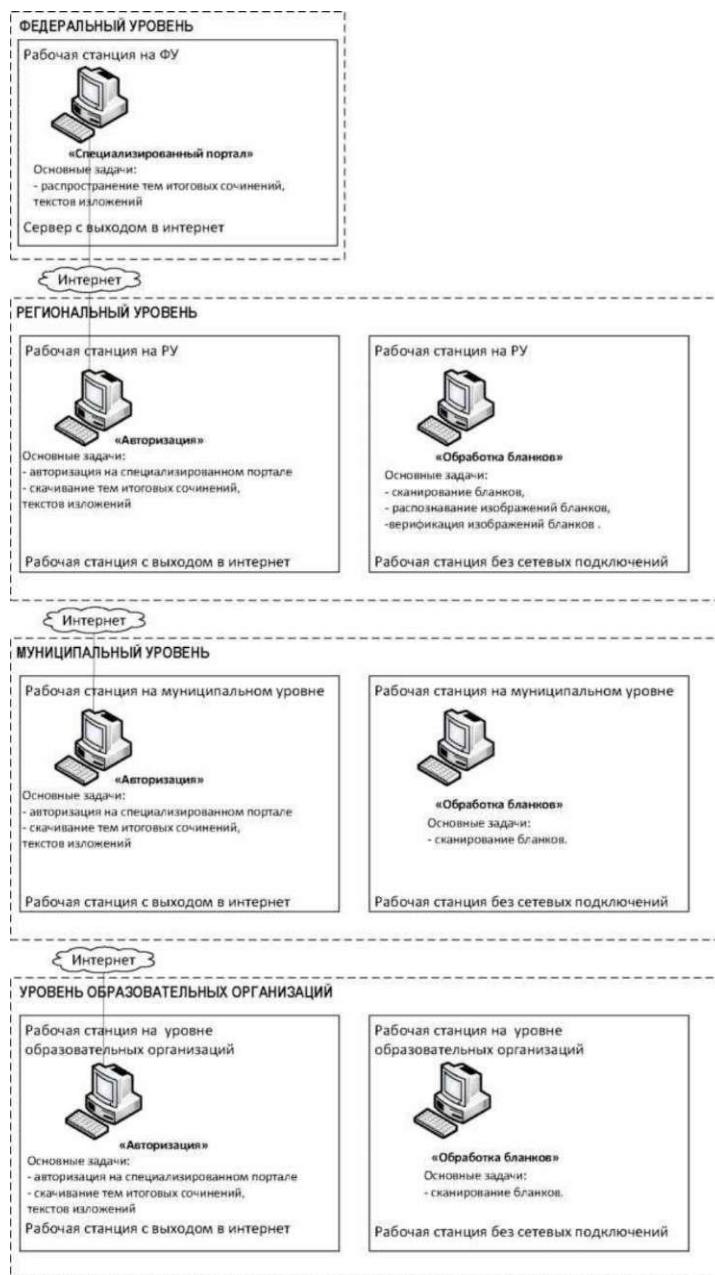 ФЕДЕРАЛЬНЫЙ УРОВЕНЬ
Рабочая станция на ФУ
«Специализированный портал»
Основные задачи:
- распространение тем итоговых сочинений,
текстов изложений
Сервер с выходом в интернет
Интернет
РЕГИОНАЛЬНЫЙ УРОВЕНЬ
Рабочая станция на РУ
«Авторизация»
Основные задачи:
- авторизация на специализированном портале
- скачивание тем итоговых сочинений,
текстов изложений
Рабочая станция с выходом в интернет
Рабочая станция на РУ
«Обработка бланков»
Основные задачи:
- сканирование бланков,
- распознавание изображений бланков,
-верификация изображений бланков .
Рабочая станция без сетевых подключений
Интернет
МУНИЦИПАЛЬНЫЙ УРОВЕНЬ
Рабочая станция на муниципальном уровне
«Авторизация»
Основные задачи:
- авторизация на специализированном портале
- скачивание тем итоговых сочинений,
текстов изложений
Рабочая станция с выходом в интернет
Рабочая станция на муниципальном уровне
«Обработка бланков»
Основные задачи:
- сканирование бланков.
Рабочая станция без сетевых подключений
Интернет
УРОВЕНЬ ОБРАЗОВАТЕЛЬНЫХ ОРГАНИЗАЦИЙ
Рабочая станция на уровне
образовательных организаций
«Авторизация»
Основные задачи:
- авторизация на специализированном портале
- скачивание тем итоговых сочинений,
текстов изложений
Рабочая станция с выходом в интернет
Рабочая станция на уровне
образовательных организаций
«Обработка бланков»
Основные задачи:
- сканирование бланков.
Рабочая станция без сетевых подключений